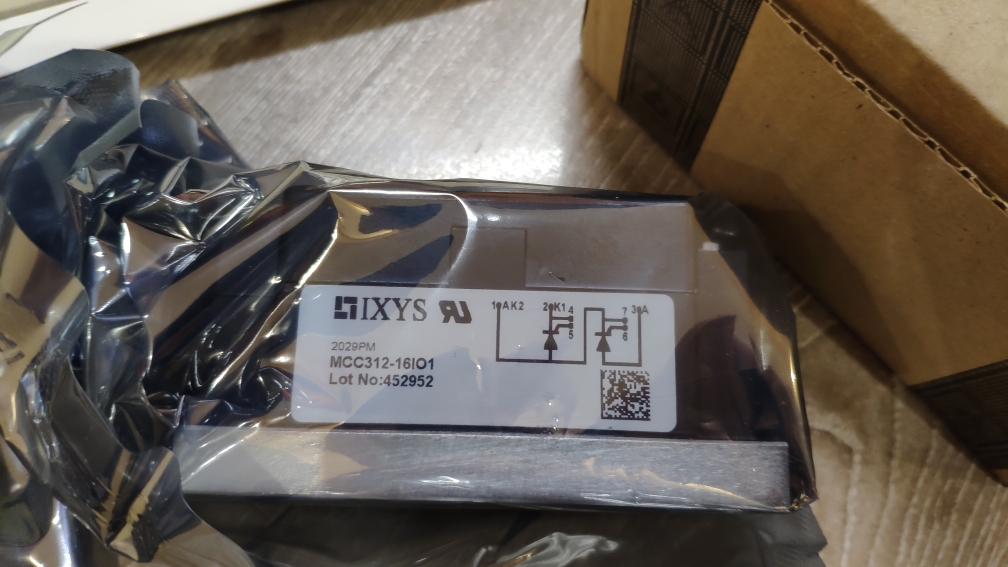 IXYS
1 AK2 2 K1 4 5 7 6 3 A
2029PM
MCC312-16IO1
Lot No:452952